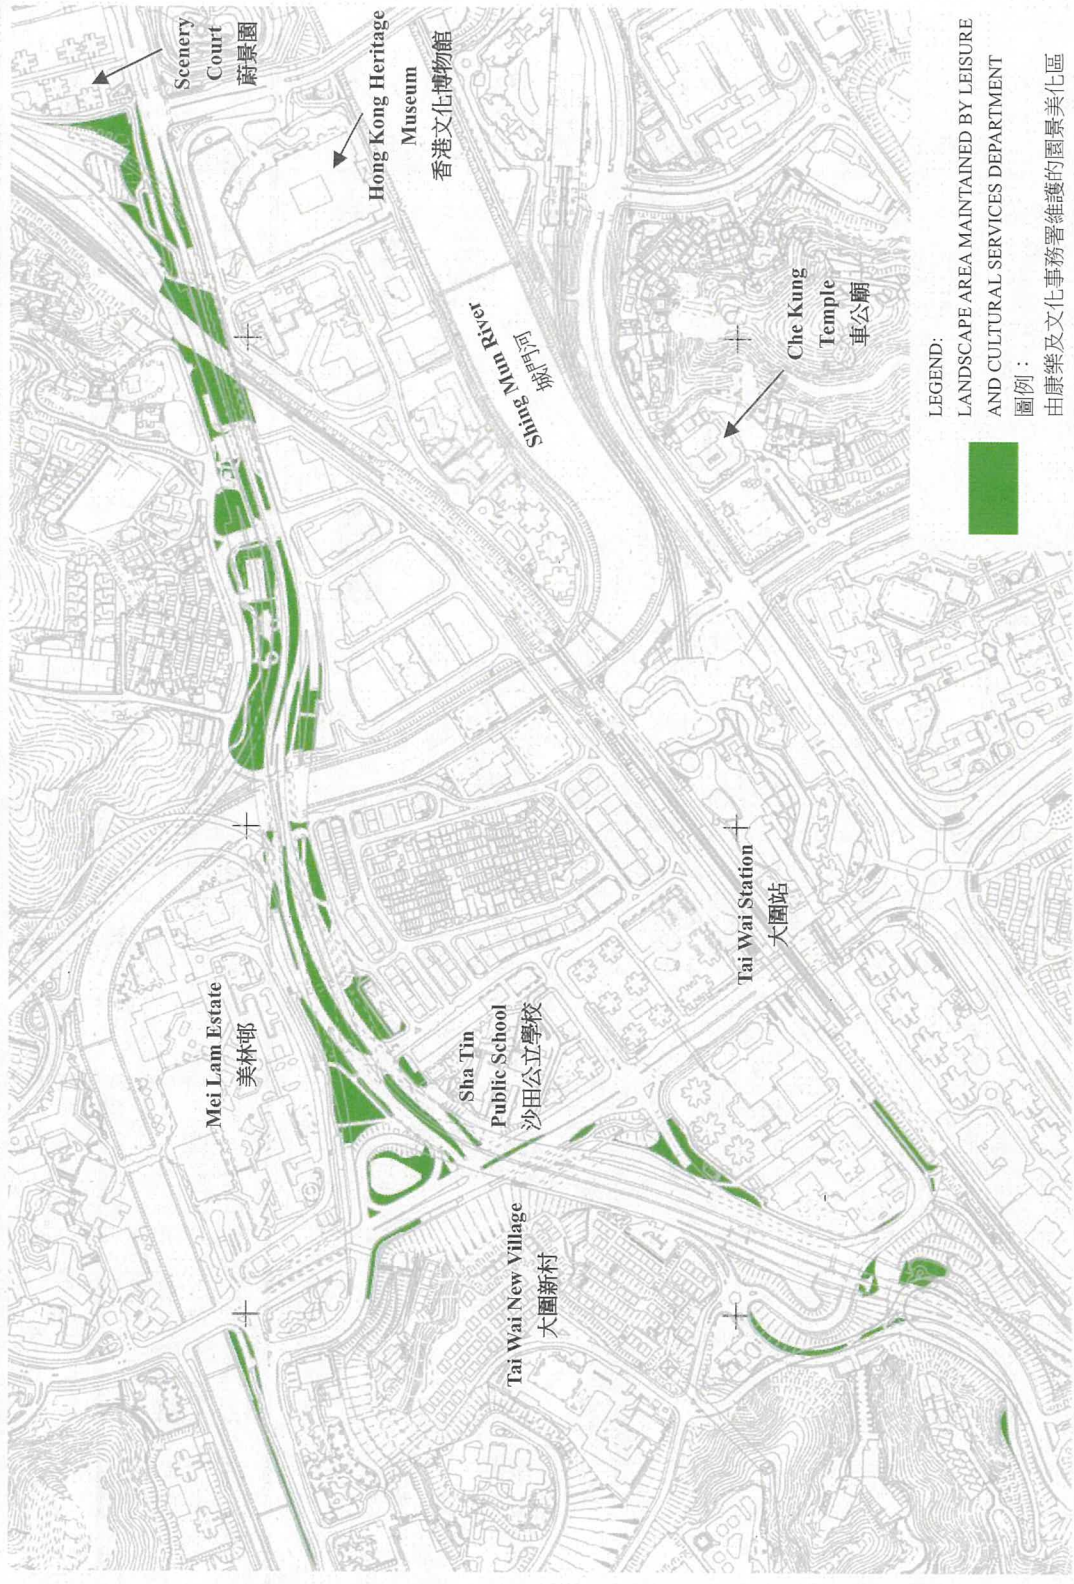 Scenery
Court
蔚景園
Hong Kong Heritage
Museum
香港文化博物館
Shing Mun River
城門河
Che Kung
Temple
車公廟
Mei Lam Estate
美林邨
Sha Tin
Public School
沙田公立學校
Tai Wai Station
大圍站
Tai Wai New Village
大圍新村
LEGEND:
LANDSCAPE AREA MAINTAINED BY LEISURE
AND CULTURAL SERVICES DEPARTMENT
圖例：
由康樂及文化事務署維護的園景美化區